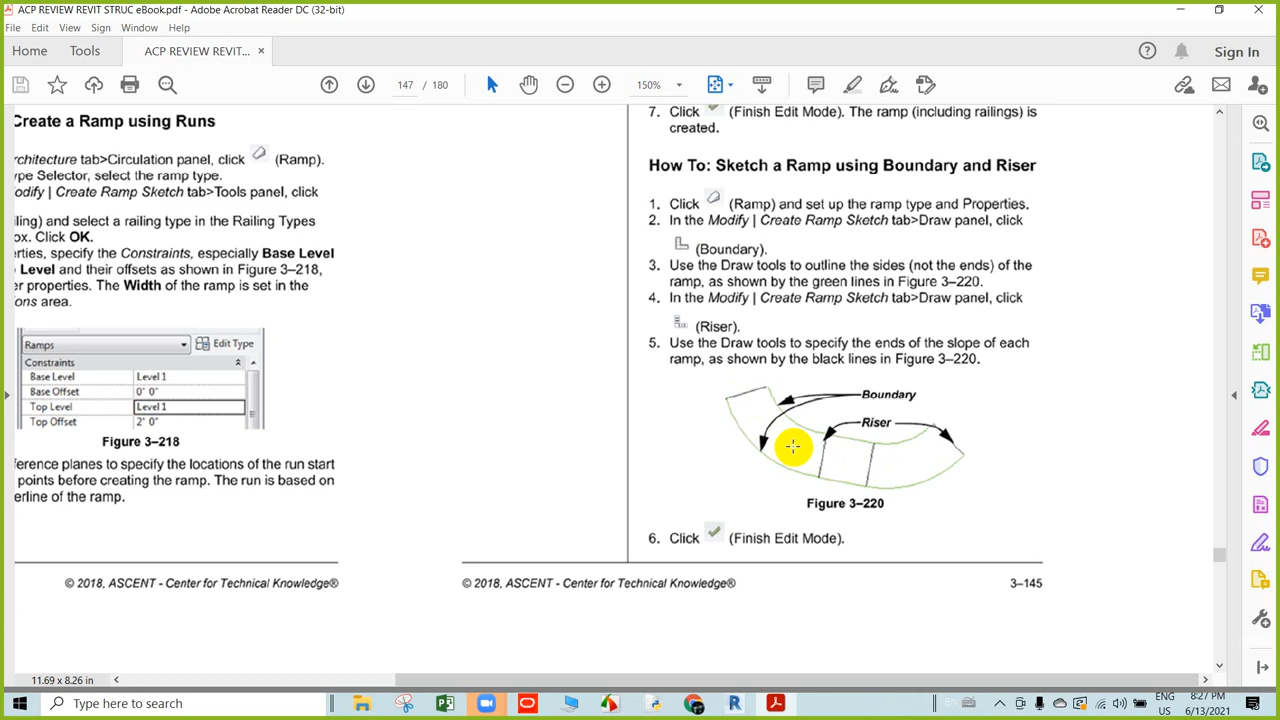 ACP REVIEW REVIT STRUC eBook.pdf - Adobe Acrobat Reader DC (32-bit)
File Edit View Sign Window Help
Home Tools ACP REVIEW REVIT... × Sign In
147 / 180 150%
Create a Ramp using Runs
rchitecture tab>Circulation panel, click (Ramp).
ype Selector, select the ramp type.
Modify | Create Ramp Sketch tab>Tools panel, click
iling) and select a railing type in the Railing Types
ox. Click OK.
erties, specify the Constraints, especially Base Level
Level and their offsets as shown in Figure 3–218,
er properties. The Width of the ramp is set in the
ions area.
Ramps Edit Type
Constraints
Base Level Level 1
Base Offset 0' 0"
Top Level Level 1
Top Offset 2' 0"
Figure 3–218
ference planes to specify the locations of the run start
points before creating the ramp. The run is based on
erline of the ramp.
© 2018, ASCENT - Center for Technical Knowledge®
7. Click (Finish Edit Mode). The ramp (including railings) is
created.
How To: Sketch a Ramp using Boundary and Riser
1. Click (Ramp) and set up the ramp type and Properties.
2. In the Modify | Create Ramp Sketch tab>Draw panel, click
(Boundary).
3. Use the Draw tools to outline the sides (not the ends) of the
ramp, as shown by the green lines in Figure 3–220.
4. In the Modify | Create Ramp Sketch tab>Draw panel, click
(Riser).
5. Use the Draw tools to specify the ends of the slope of each
ramp, as shown by the black lines in Figure 3–220.
Boundary
Riser
Figure 3–220
6. Click (Finish Edit Mode).
© 2018, ASCENT - Center for Technical Knowledge® 3–145
11.69 x 8.26 in
Type here to search
ENG 8:27 PM
US 6/13/2021